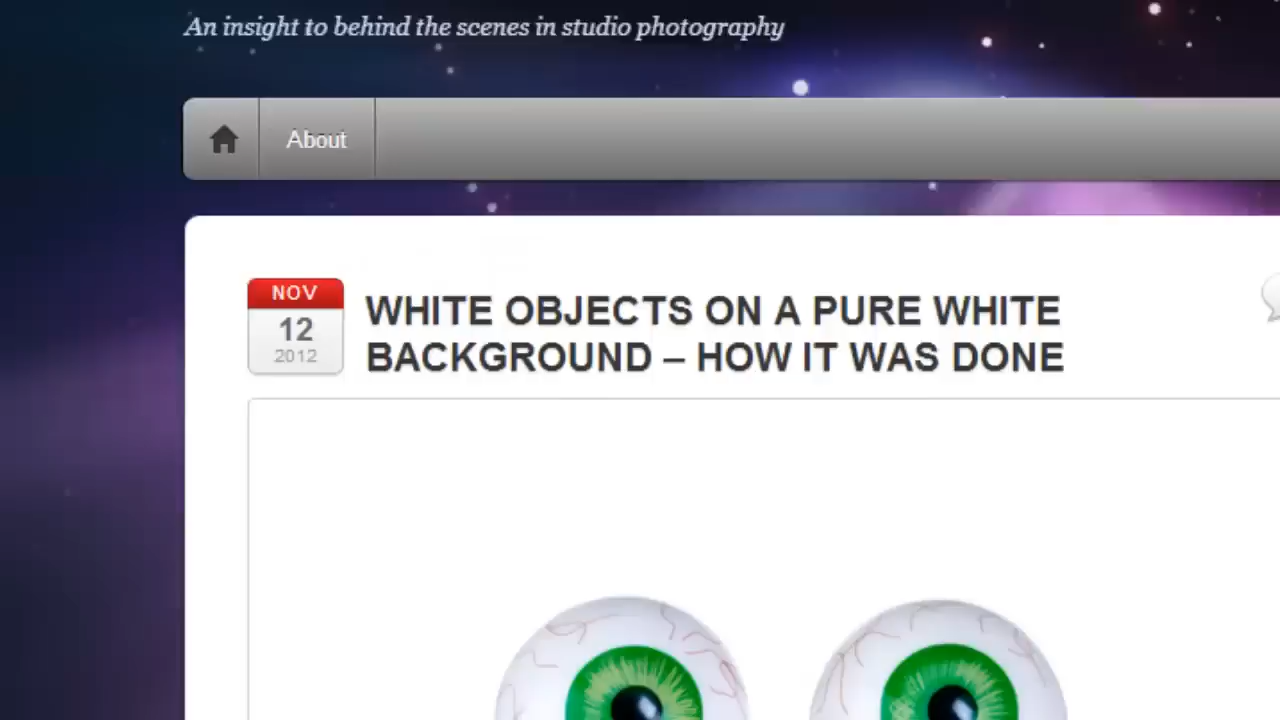 An insight to behind the scenes in studio photography
About
NOV
12
2012
WHITE OBJECTS ON A PURE WHITE
BACKGROUND – HOW IT WAS DONE